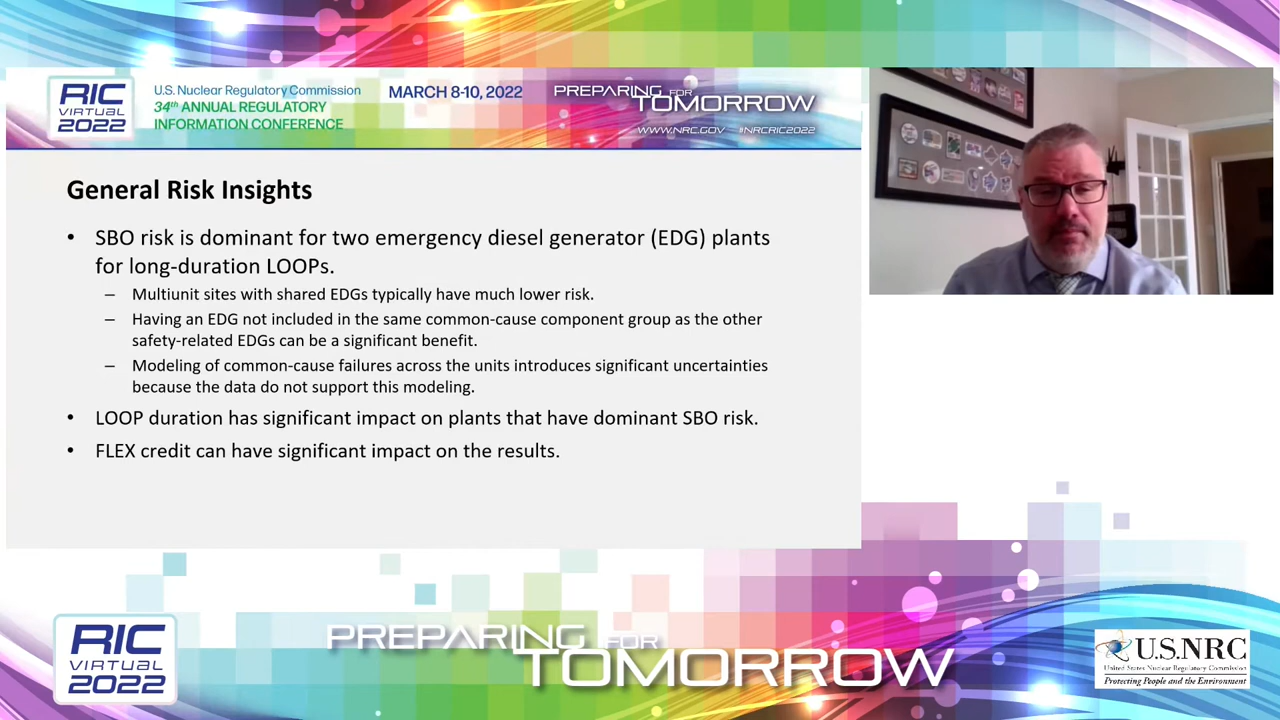 RIC
VIRTUAL
2022
U.S. Nuclear Regulatory Commission
34th ANNUAL REGULATORY
INFORMATION CONFERENCE
MARCH 8-10, 2022
PREPARING FOR
TOMORROW
WWW.NRC.GOV #NRCRIC2022
General Risk Insights
• SBO risk is dominant for two emergency diesel generator (EDG) plants
for long-duration LOOPs.
– Multiunit sites with shared EDGs typically have much lower risk.
– Having an EDG not included in the same common-cause component group as the other
safety-related EDGs can be a significant benefit.
– Modeling of common-cause failures across the units introduces significant uncertainties
because the data do not support this modeling.
• LOOP duration has significant impact on plants that have dominant SBO risk.
• FLEX credit can have significant impact on the results.
RIC
VIRTUAL
2022
PREPARING FOR
TOMORROW
U.S.NRC
United States Nuclear Regulatory Commission
Protecting People and the Environment